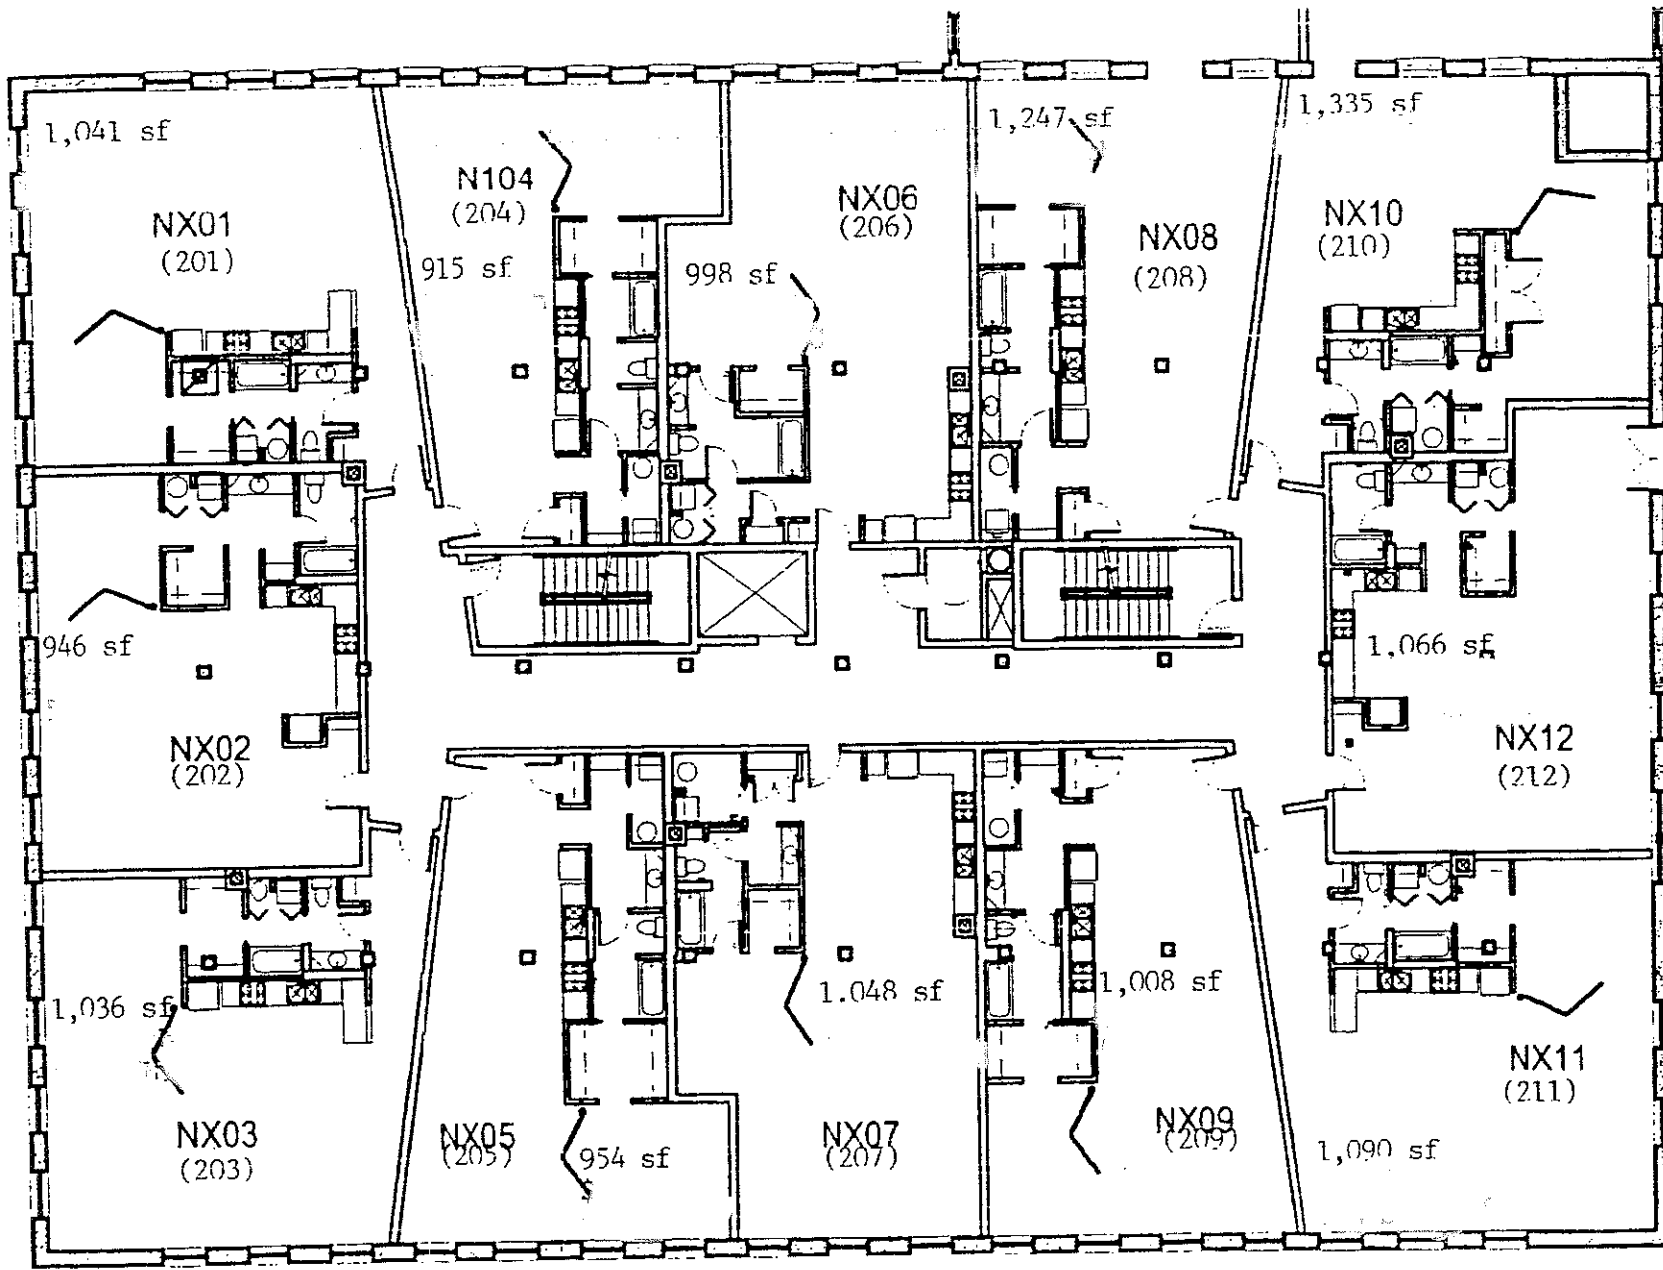 1,041 sf
NX01
(201)
N104
(204)
915 sf
NX06
(206)
998 sf
1,247 sf
NX08
(208)
1,335 sf
NX10
(210)
946 sf
NX02
(202)
1,066 sf
NX12
(212)
1,036 sf
NX03
(203)
NX05
(205)
954 sf
1.048 sf
NX07
(207)
1,008 sf
NX09
(209)
NX11
(211)
1,090 sf